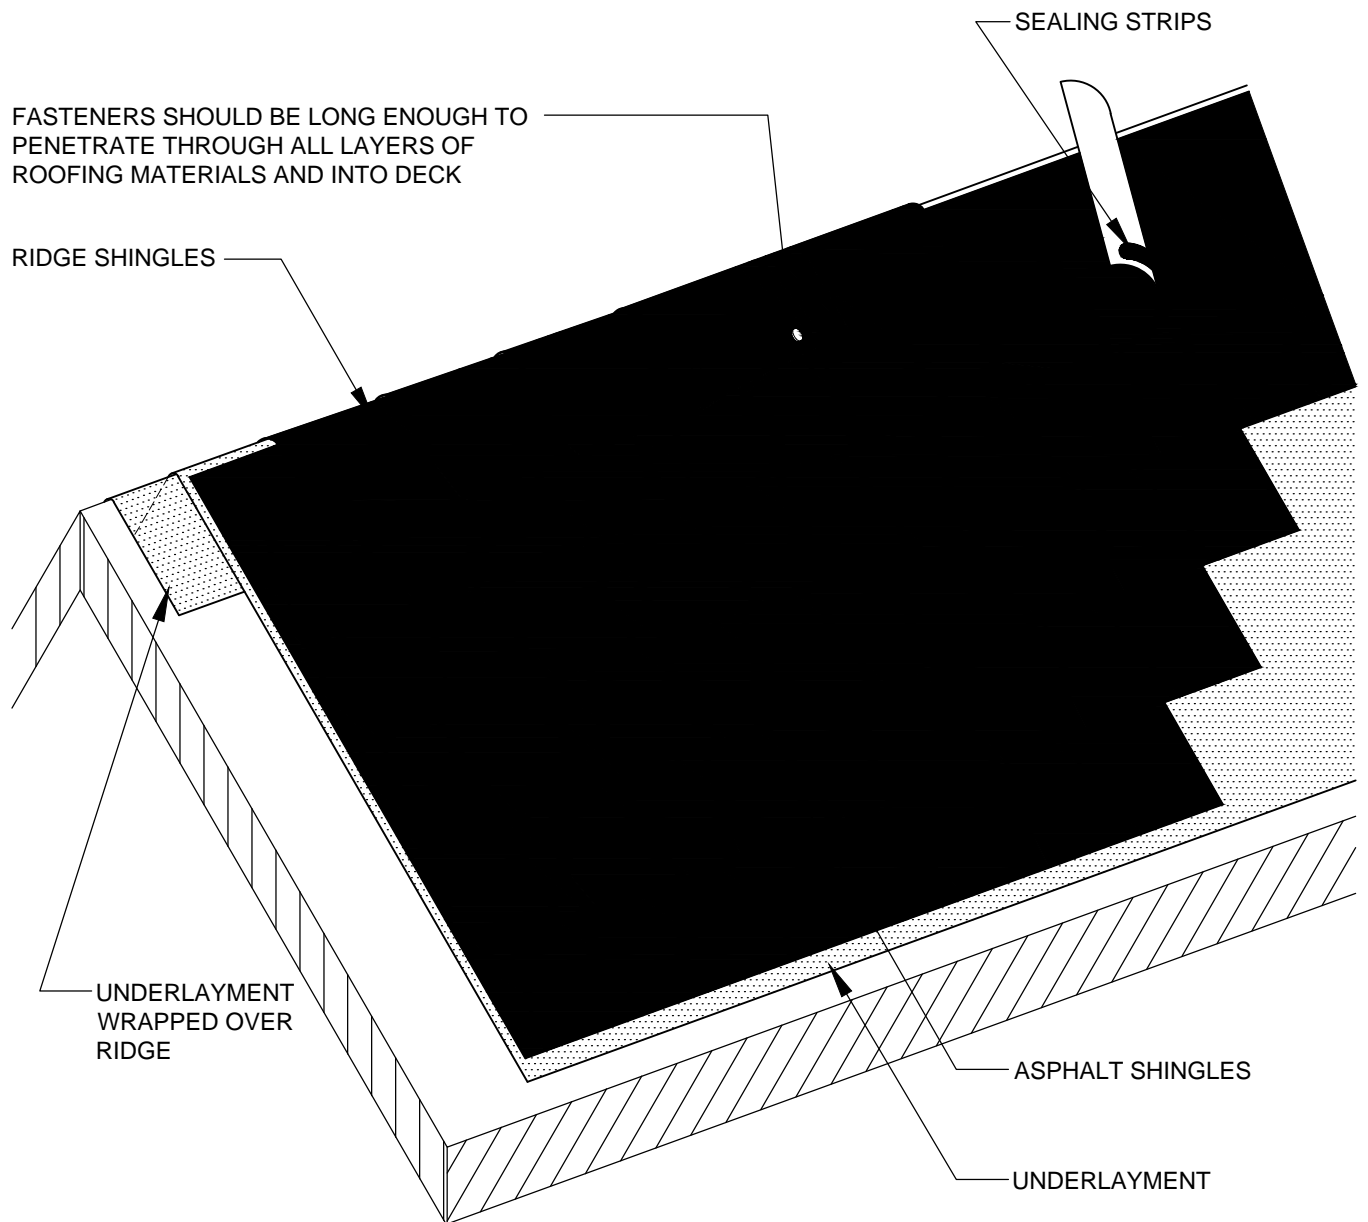 SEALING STRIPS
FASTENERS SHOULD BE LONG ENOUGH TO
PENETRATE THROUGH ALL LAYERS OF
ROOFING MATERIALS AND INTO DECK
RIDGE SHINGLES
UNDERLAYMENT
WRAPPED OVER
RIDGE
ASPHALT SHINGLES
UNDERLAYMENT